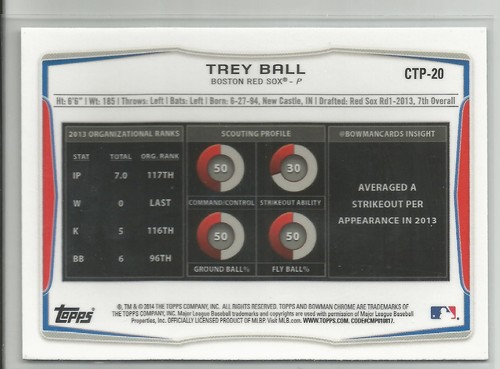 TREY BALL
CTP-20
BOSTON RED SOX® - P
Ht: 6'6" | Wt: 185 | Throws: Left | Bats: Left | Born: 6-27-94, New Castle, IN | Drafted: Red Sox Rd1-2013, 7th Overall
2013 ORGANIZATIONAL RANKS
STAT TOTAL ORG. RANK
IP 7.0 117TH
W 0 LAST
K 5 116TH
BB 6 96TH
SCOUTING PROFILE
50 30
COMMAND/CONTROL STRIKEOUT ABILITY
50 50
GROUND BALL% FLY BALL%
@BOWMANCARDS INSIGHT
AVERAGED A
STRIKEOUT PER
APPEARANCE IN 2013
Topps
®, TM & © 2014 THE TOPPS COMPANY, INC. ALL RIGHTS RESERVED. TOPPS AND BOWMAN CHROME ARE TRADEMARKS OF
THE TOPPS COMPANY, INC. Major League Baseball trademarks and copyrights are used with permission of Major League Baseball
Properties, Inc. OFFICIALLY LICENSED PRODUCT OF MLBP. Visit MLB.com WWW.TOPPS.COM. CODE#CMP010817.